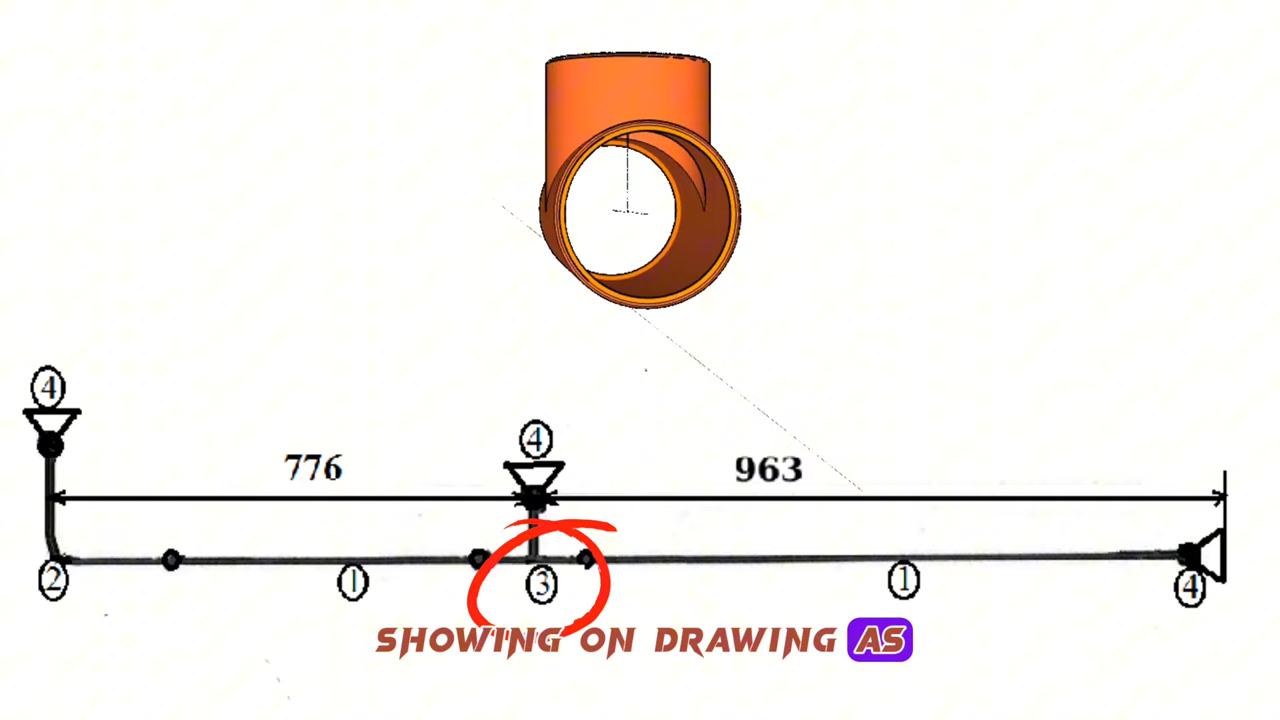 ④
④
776
963
② ① ③ ① ④
SHOWING ON DRAWING AS